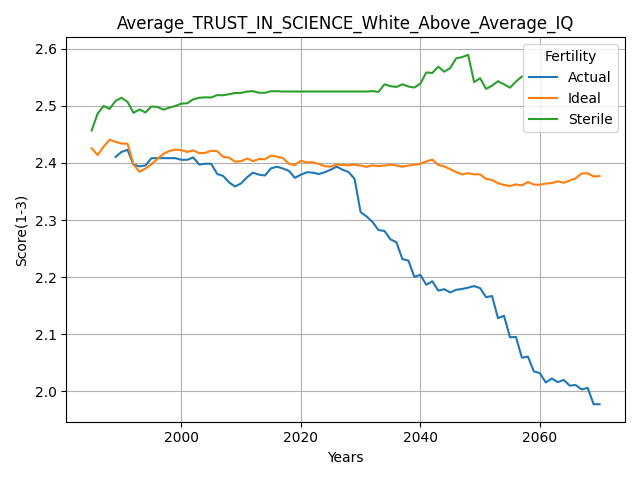 Average_TRUST_IN_SCIENCE_White_Above_Average_IQ
Fertility
Actual
Ideal
Sterile
Score(1-3)
2.6
2.5
2.4
2.3
2.2
2.1
2.0
2000
2020
2040
2060
Years